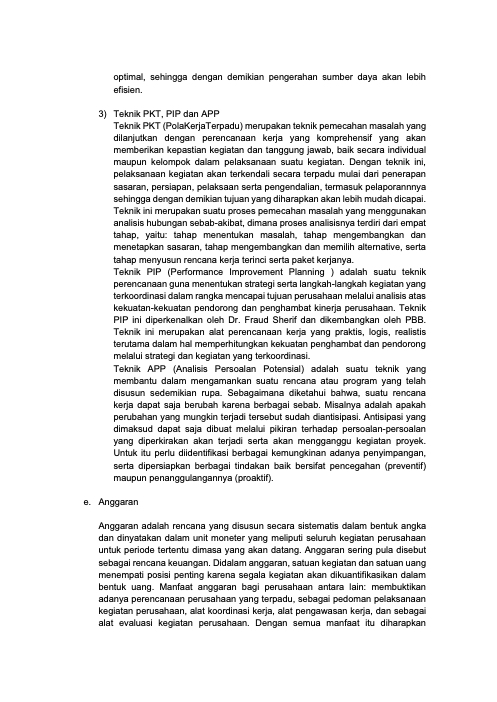 optimal, sehingga dengan demikian pengerahan sumber daya akan lebih
efisien.
3) Teknik PKT, PIP dan APP
Teknik PKT (PolaKerjaTerpadu) merupakan teknik pemecahan masalah yang
dilanjutkan dengan perencanaan kerja yang komprehensif yang akan
memberikan kepastian kegiatan dan tanggung jawab, baik secara individual
maupun kelompok dalam pelaksanaan suatu kegiatan. Dengan teknik ini,
pelaksanaan kegiatan akan terkendali secara terpadu mulai dari penerapan
sasaran, persiapan, pelaksaan serta pengendalian, termasuk pelaporannnya
sehingga dengan demikian tujuan yang diharapkan akan lebih mudah dicapai.
Teknik ini merupakan suatu proses pemecahan masalah yang menggunakan
analisis hubungan sebab-akibat, dimana proses analisisnya terdiri dari empat
tahap, yaitu: tahap menentukan masalah, tahap mengembangkan dan
menetapkan sasaran, tahap mengembangkan dan memilih alternative, serta
tahap menyusun rencana kerja terinci serta paket kerjanya.
Teknik PIP (Performance Improvement Planning ) adalah suatu teknik
perencanaan guna menentukan strategi serta langkah-langkah kegiatan yang
terkoordinasi dalam rangka mencapai tujuan perusahaan melalui analisis atas
kekuatan-kekuatan pendorong dan penghambat kinerja perusahaan. Teknik
PIP ini diperkenalkan oleh Dr. Fraud Sherif dan dikembangkan oleh PBB.
Teknik ini merupakan alat perencanaan kerja yang praktis, logis, realistis
terutama dalam hal memperhitungkan kekuatan penghambat dan pendorong
melalui strategi dan kegiatan yang terkoordinasi.
Teknik APP (Analisis Persoalan Potensial) adalah suatu teknik yang
membantu dalam mengamankan suatu rencana atau program yang telah
disusun sedemikian rupa. Sebagaimana diketahui bahwa, suatu rencana
kerja dapat saja berubah karena berbagai sebab. Misalnya adalah apakah
perubahan yang mungkin terjadi tersebut sudah diantisipasi. Antisipasi yang
dimaksud dapat saja dibuat melalui pikiran terhadap persoalan-persoalan
yang diperkirakan akan terjadi serta akan mengganggu kegiatan proyek.
Untuk itu perlu diidentifikasi berbagai kemungkinan adanya penyimpangan,
serta dipersiapkan berbagai tindakan baik bersifat pencegahan (preventif)
maupun penanggulangannya (proaktif).
e. Anggaran
Anggaran adalah rencana yang disusun secara sistematis dalam bentuk angka
dan dinyatakan dalam unit moneter yang meliputi seluruh kegiatan perusahaan
untuk periode tertentu dimasa yang akan datang. Anggaran sering pula disebut
sebagai rencana keuangan. Didalam anggaran, satuan kegiatan dan satuan uang
menempati posisi penting karena segala kegiatan akan dikuantifikasikan dalam
bentuk uang. Manfaat anggaran bagi perusahaan antara lain: membuktikan
adanya perencanaan perusahaan yang terpadu, sebagai pedoman pelaksanaan
kegiatan perusahaan, alat koordinasi kerja, alat pengawasan kerja, dan sebagai
alat evaluasi kegiatan perusahaan. Dengan semua manfaat itu diharapkan